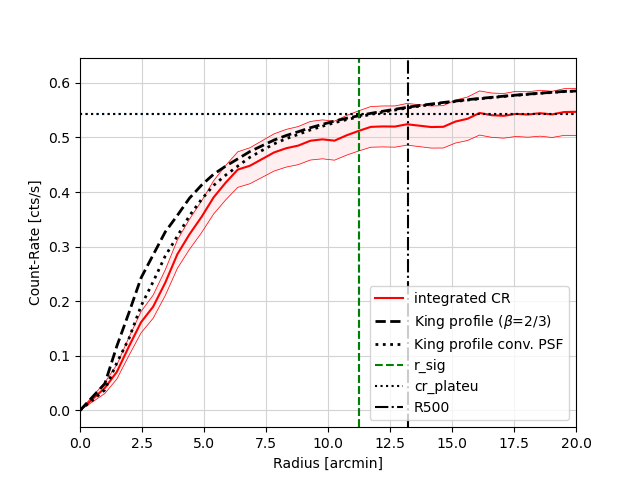 0.6
0.5
0.4
0.3
0.2
0.1
0.0
Count-Rate [cts/s]
integrated CR
King profile (β=2/3)
King profile conv. PSF
r_sig
cr_plateu
R500
0.0 2.5 5.0 7.5 10.0 12.5 15.0 17.5 20.0
Radius [arcmin]